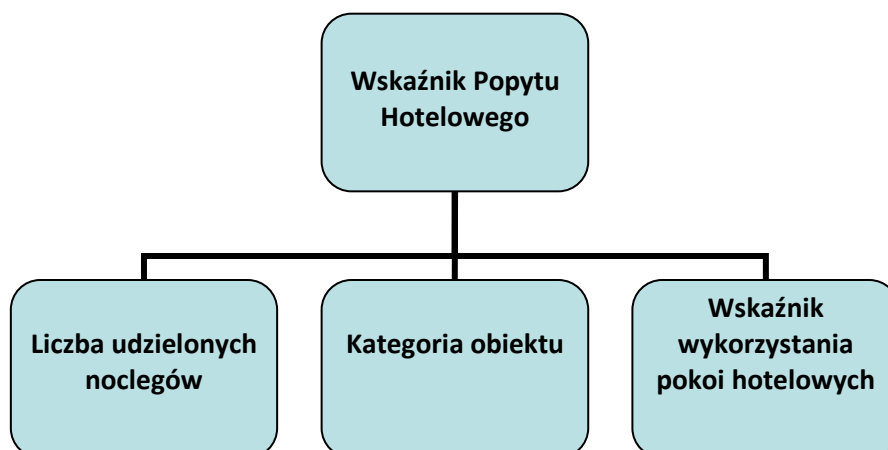 Wskaźnik Popytu
Hotelowego
Liczba udzielonych
noclegów
Kategoria obiektu
Wskaźnik
wykorzystania
pokoi hotelowych